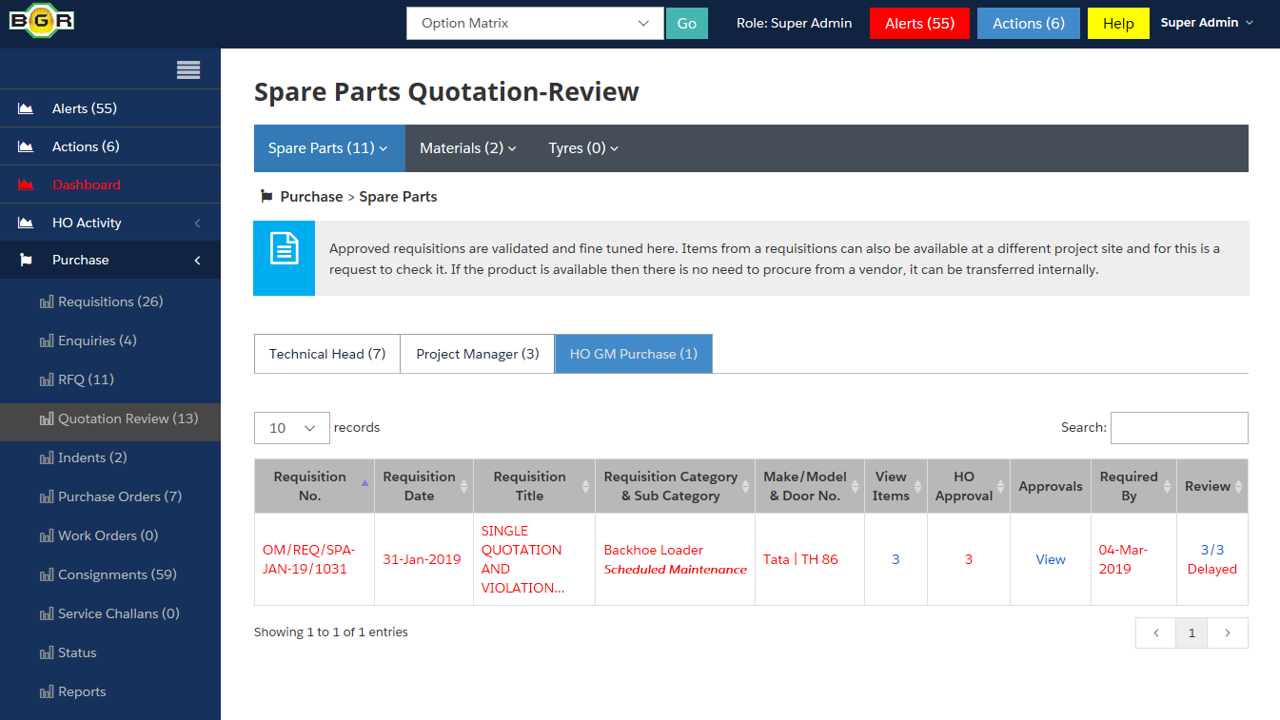 BGR
Option Matrix
Go
Role: Super Admin
Alerts (55)
Actions (6)
Help
Super Admin
Alerts (55)
Actions (6)
Dashboard
HO Activity
Purchase
Requisitions (26)
Enquiries (4)
RFQ (11)
Quotation Review (13)
Indents (2)
Purchase Orders (7)
Work Orders (0)
Consignments (59)
Service Challans (0)
Status
Reports
Spare Parts Quotation-Review
Spare Parts (11)
Materials (2)
Tyres (0)
Purchase > Spare Parts
Approved requisitions are validated and fine tuned here. Items from a requisitions can also be available at a different project site and for this is a
request to check it. If the product is available then there is no need to procure from a vendor, it can be transferred internally.
Technical Head (7)
Project Manager (3)
HO GM Purchase (1)
10
records
Search:
Requisition
No.
Requisition
Date
Requisition
Title
Requisition Category
& Sub Category
Make/Model
& Door No.
View
Items
HO
Approval
Approvals
Required
By
Review
OM/REQ/SPA-
JAN-19/1031
31-Jan-2019
SINGLE
QUOTATION
AND
VIOLATION...
Backhoe Loader
Scheduled Maintenance
Tata | TH 86
3
3
View
04-Mar-
2019
3/3
Delayed
Showing 1 to 1 of 1 entries
1